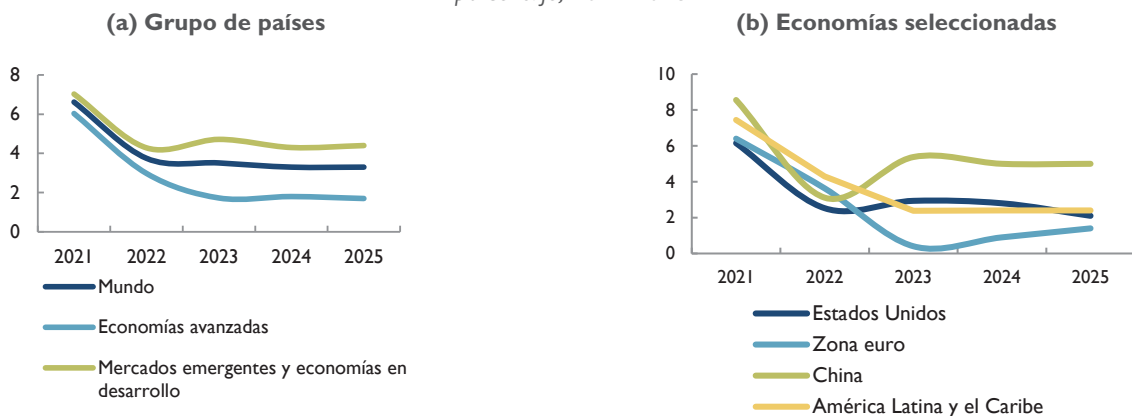 (a) Grupo de países
8
6
4
2
0
2021 2022 2023 2024 2025
Mundo
Economías avanzadas
Mercados emergentes y economías en
desarrollo
(b) Economías seleccionadas
10
8
6
4
2
0
2021 2022 2023 2024 2025
Estados Unidos
Zona euro
China
América Latina y el Caribe